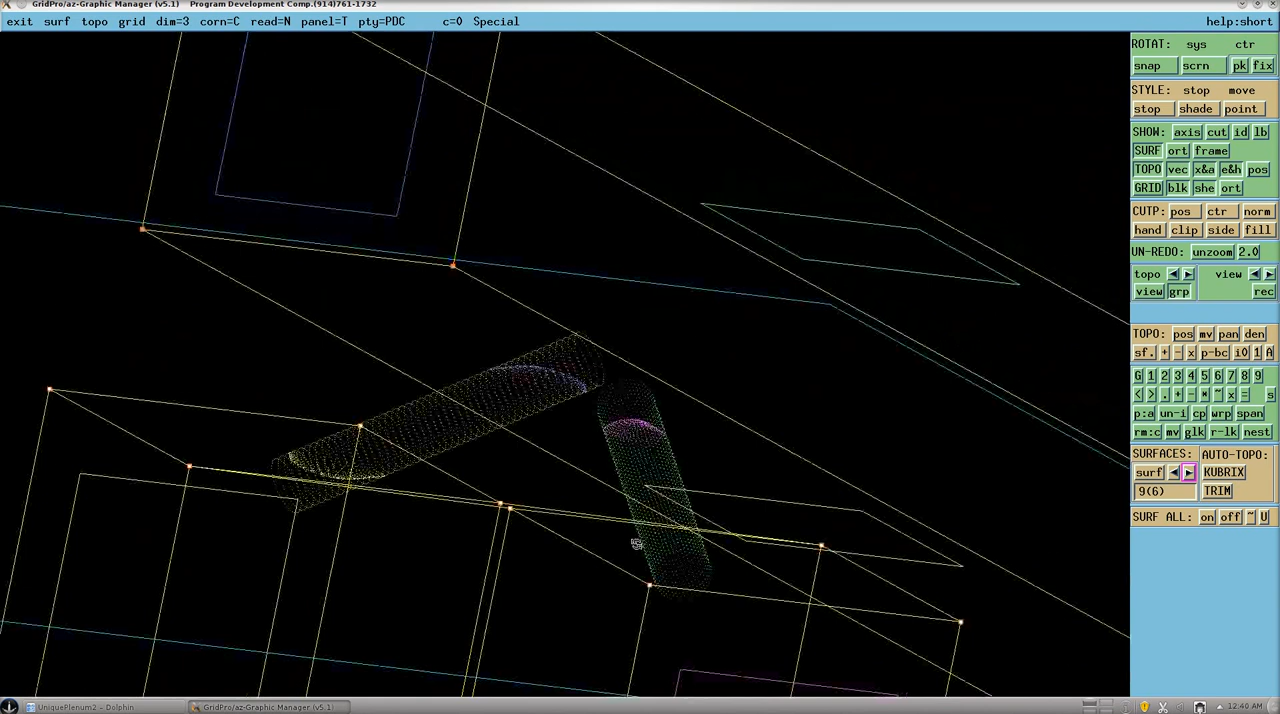 GridPro/az-Graphic Manager (v5.1) Program Development Comp.(914)761-1732
exit surf topo grid dim=3 corn=C read=N panel=T pty=PDC c=0 Special help:short
ROTAT: sys ctr
snap scrn pk fix
STYLE: stop move
stop shade point
SHOW: axis cut id lb
SURF ort frame
TOPO vec x&a e&h pos
GRID blk she ort
CUTP: pos ctr norm
hand clip side fill
UN-REDO: unzoom 2.0
topo view
view grp rec
TOPO: pos mv pan den
sf. + - x p-bc i0 1 A
G 1 2 3 4 5 6 7 8 9
< > . + - * ~ x = s
p:a un-i cp wrp span
rm:c mv glk r-lk nest
SURFACES: AUTO-TOPO:
surf KUBRIX
9(6) TRIM
SURF ALL: on off ~ U
UniquePlenum2 - Dolphin GridPro/az-Graphic Manager (v5.1) 12:40 AM